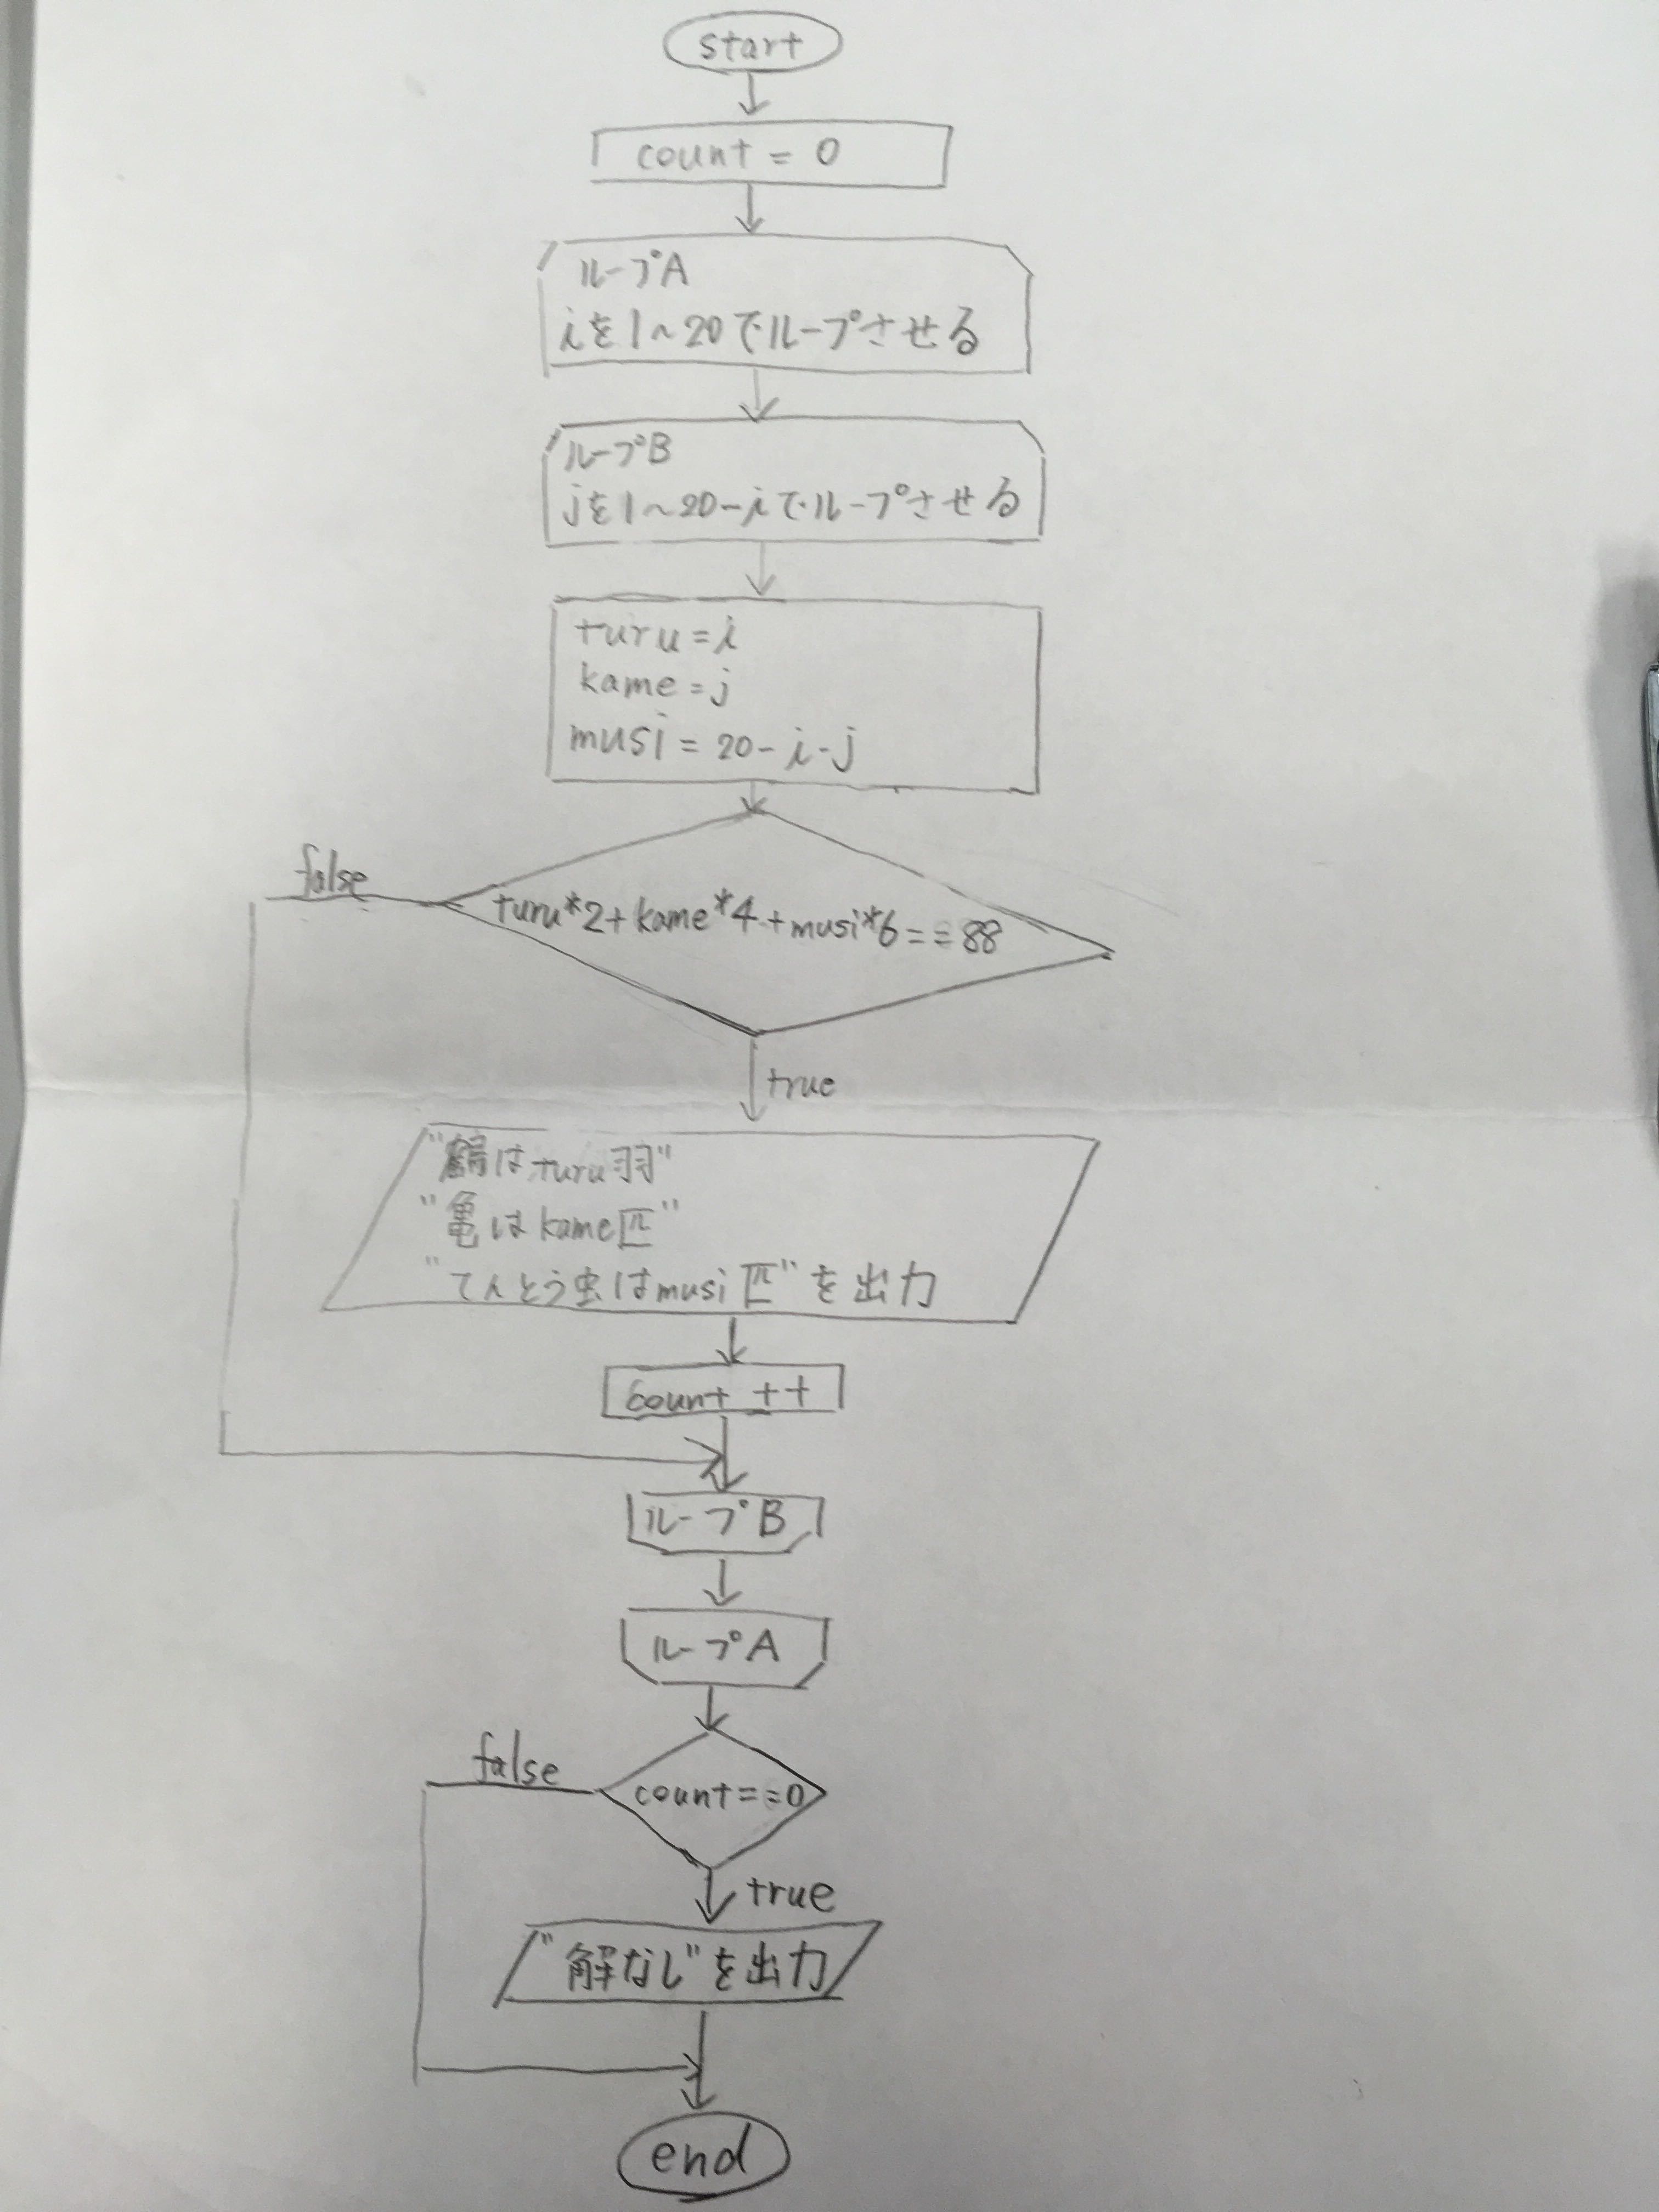 start
count = 0
ループA
iを1~20でループさせる
ループB
jを1~20-iでループさせる
turu=i
kame=j
musi=20-i-j
false
turu*2+kame*4+musi*6==88
true
"鶴はturu羽"
"亀はkame匹"
"てんとう虫はmusi匹"を出力
count ++
ループB
ループA
false
count==0
true
"解なし"を出力
end